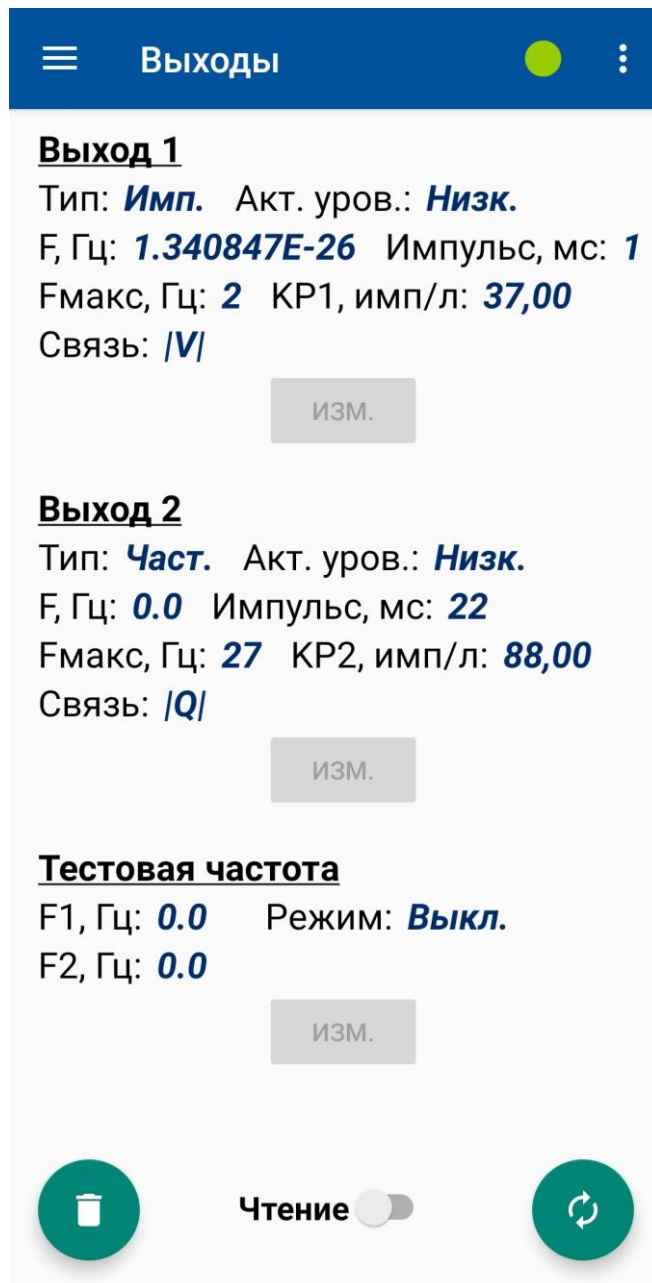 Выходы
Выход 1
Тип: Имп. Акт. уров.: Низк.
F, Гц: 1.340847E-26 Импульс, мс: 1
Fмакс, Гц: 2 KP1, имп/л: 37,00
Связь: |V|
изм.
Выход 2
Тип: Част. Акт. уров.: Низк.
F, Гц: 0.0 Импульс, мс: 22
Fмакс, Гц: 27 KP2, имп/л: 88,00
Связь: |Q|
изм.
Тестовая частота
F1, Гц: 0.0 Режим: Выкл.
F2, Гц: 0.0
изм.
Чтение